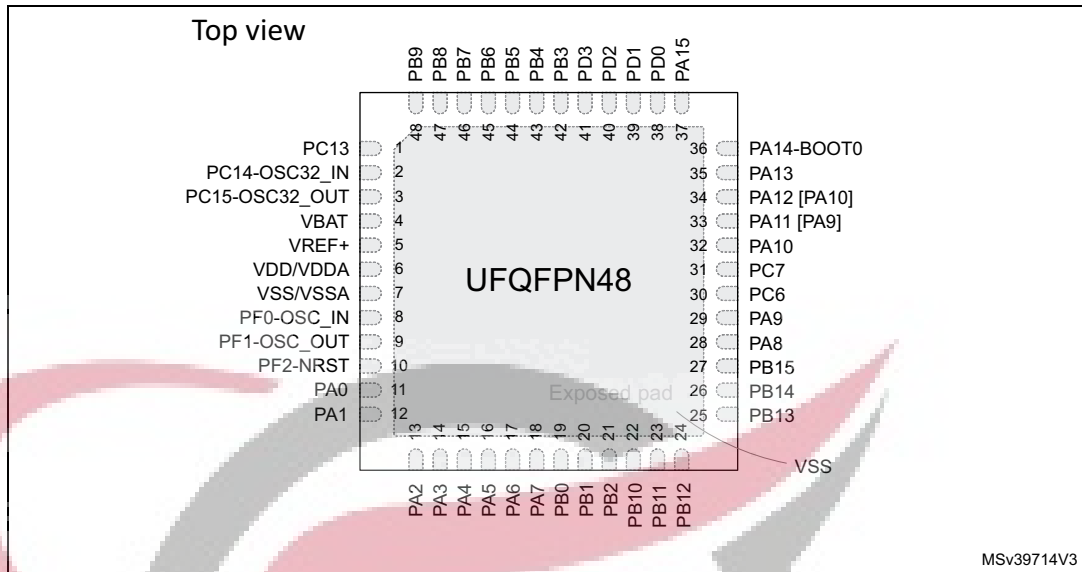 Top view
PB9 PB8 PB7 PB6 PB5 PB4 PB3 PD3 PD2 PD1 PD0 PA15
48 47 46 45 44 43 42 41 40 39 38 37
PC13 1 36 PA14-BOOT0
PC14-OSC32_IN 2 35 PA13
PC15-OSC32_OUT 3 34 PA12 [PA10]
VBAT 4 33 PA11 [PA9]
VREF+ 5 32 PA10
VDD/VDDA 6 31 PC7
UFQFPN48
VSS/VSSA 7 30 PC6
PF0-OSC_IN 8 29 PA9
PF1-OSC_OUT 9 28 PA8
PF2-NRST 10 27 PB15
PA0 11 Exposed pad 26 PB14
PA1 12 25 PB13
13 14 15 16 17 18 19 20 21 22 23 24
VSS
PA2 PA3 PA4 PA5 PA6 PA7 PB0 PB1 PB2 PB10 PB11 PB12
MSv39714V3